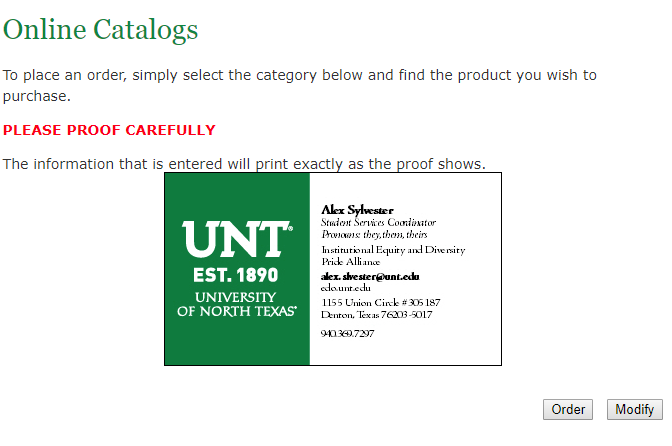 Online Catalogs
To place an order, simply select the category below and find the product you wish to
purchase.
PLEASE PROOF CAREFULLY
The information that is entered will print exactly as the proof shows.
UNT®
EST. 1890
UNIVERSITY
OF NORTH TEXAS®
Alex Sylvester
Student Services Coordinator
Pronouns: they, them, theirs
Institutional Equity and Diversity
Pride Alliance
alex.slvester@unt.edu
edo.unt.edu
1155 Union Circle #305187
Denton, Texas 76203-5017
940.369.7297
Order
Modify